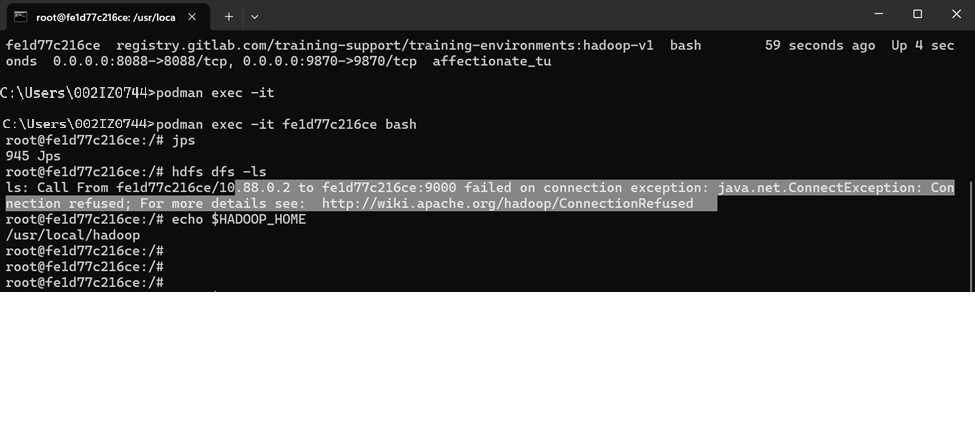 root@fe1d77c216ce: /usr/loca
fe1d77c216ce registry.gitlab.com/training-support/training-environments:hadoop-v1 bash 59 seconds ago Up 4 sec
onds 0.0.0.0:8088->8088/tcp, 0.0.0.0:9870->9870/tcp affectionate_tu
C:\Users\002IZ0744>podman exec -it
C:\Users\002IZ0744>podman exec -it fe1d77c216ce bash
root@fe1d77c216ce:/# jps
945 Jps
root@fe1d77c216ce:/# hdfs dfs -ls
ls: Call From fe1d77c216ce/10.88.0.2 to fe1d77c216ce:9000 failed on connection exception: java.net.ConnectException: Con
nection refused; For more details see:  http://wiki.apache.org/hadoop/ConnectionRefused
root@fe1d77c216ce:/# echo $HADOOP_HOME
/usr/local/hadoop
root@fe1d77c216ce:/#
root@fe1d77c216ce:/#
root@fe1d77c216ce:/#